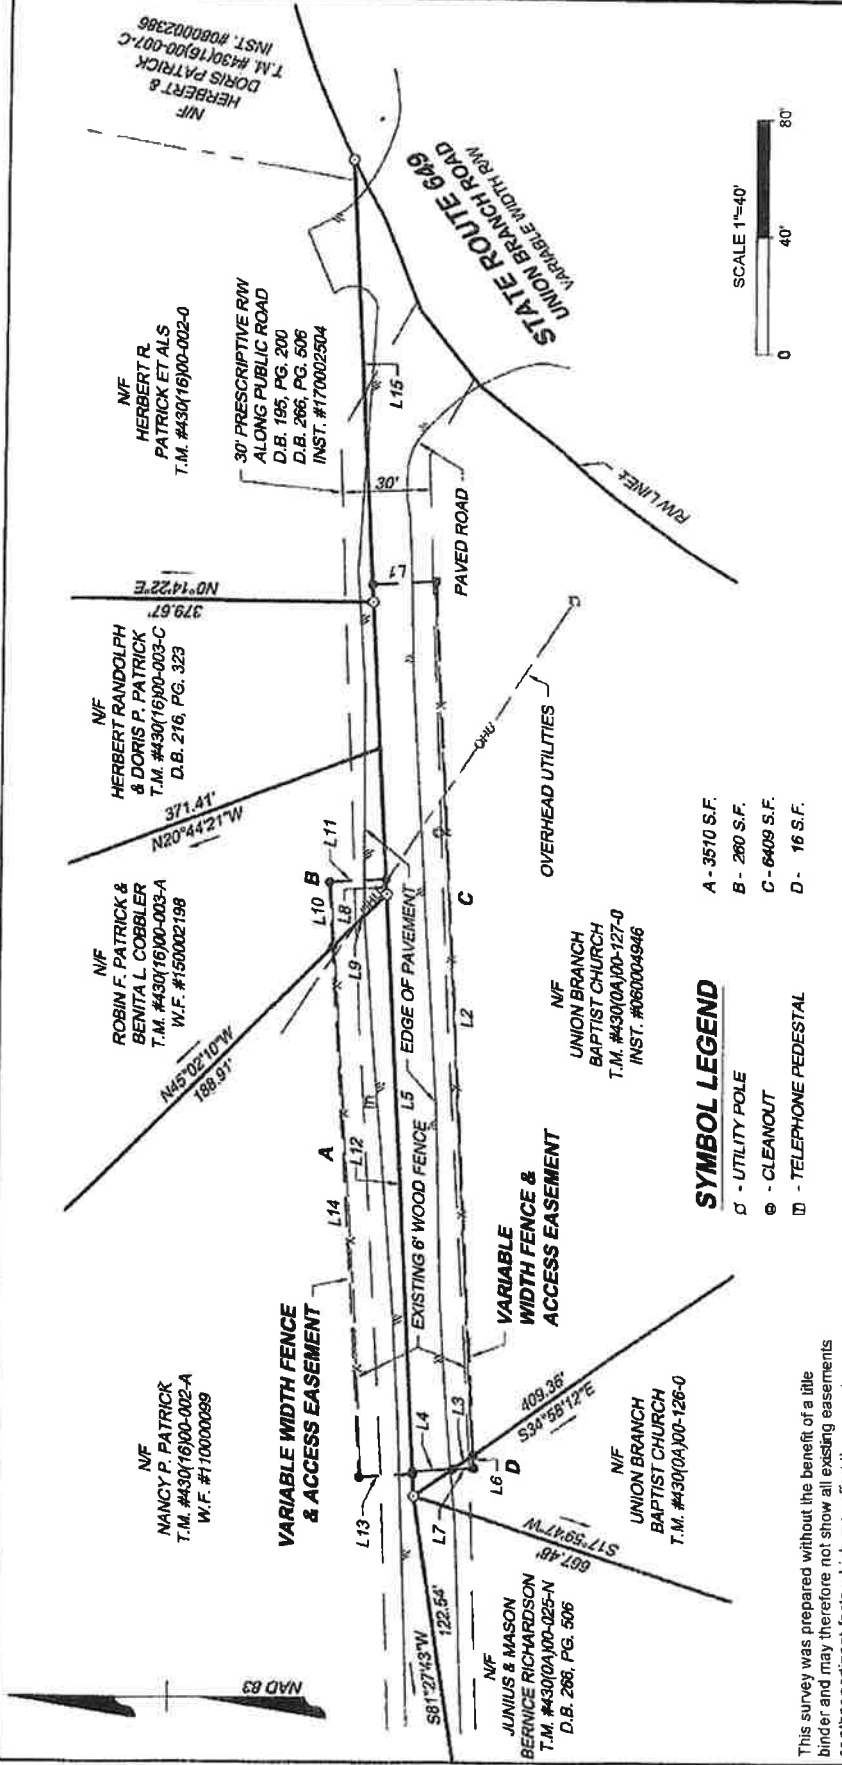 N/F
HERBERT &
DORIS PATRICK
T.M. #430(16)00-007-C
INST. #080002386
STATE ROUTE 649
UNION BRANCH ROAD
VARIABLE WIDTH R/W
SCALE 1"=40'
0
40'
80'
N/F
HERBERT R.
PATRICK ET ALS
T.M. #430(16)00-002-0
30' PRESCRIPTIVE R/W
ALONG PUBLIC ROAD
D.B. 195, PG. 200
D.B. 266, PG. 506
INST. #170002504
L15
30'
PAVED ROAD
R/W LINE±
L1
N0°14'22"E
379.67'
N/F
HERBERT RANDOLPH
& DORIS P. PATRICK
T.M. #430(16)00-003-C
D.B. 216, PG. 323
371.41'
N20°44'21"W
OHU
OVERHEAD UTILITIES
N/F
ROBIN F. PATRICK &
BENITA L. COBBLER
T.M. #430(16)00-003-A
W.F. #150002198
N45°02'10"W
188.91'
L10
B
L11
L8
OHU
L9
EDGE OF PAVEMENT
C
L2
A
L14
L12
L5
EXISTING 6' WOOD FENCE
N/F
UNION BRANCH
BAPTIST CHURCH
T.M. #430(0A)00-127-0
INST. #060004946
A - 3510 S.F.
B - 260 S.F.
C - 6409 S.F.
D - 16 S.F.
SYMBOL LEGEND
- UTILITY POLE
- CLEANOUT
- TELEPHONE PEDESTAL
VARIABLE WIDTH FENCE
& ACCESS EASEMENT
VARIABLE
WIDTH FENCE &
ACCESS EASEMENT
N/F
NANCY P. PATRICK
T.M. #430(16)00-002-A
W.F. #110000099
L13
L4
L3
L7
L6
D
409.36'
S34°58'12"E
N/F
UNION BRANCH
BAPTIST CHURCH
T.M. #430(0A)00-126-0
S17°59'47"W
667.48'
S81°27'43"W
122.54'
N/F
JUNIUS & MASON
BERNICE RICHARDSON
T.M. #430(0A)00-025-N
D.B. 266, PG. 506
NAD 83
This survey was prepared without the benefit of a title
binder and may therefore not show all existing easements